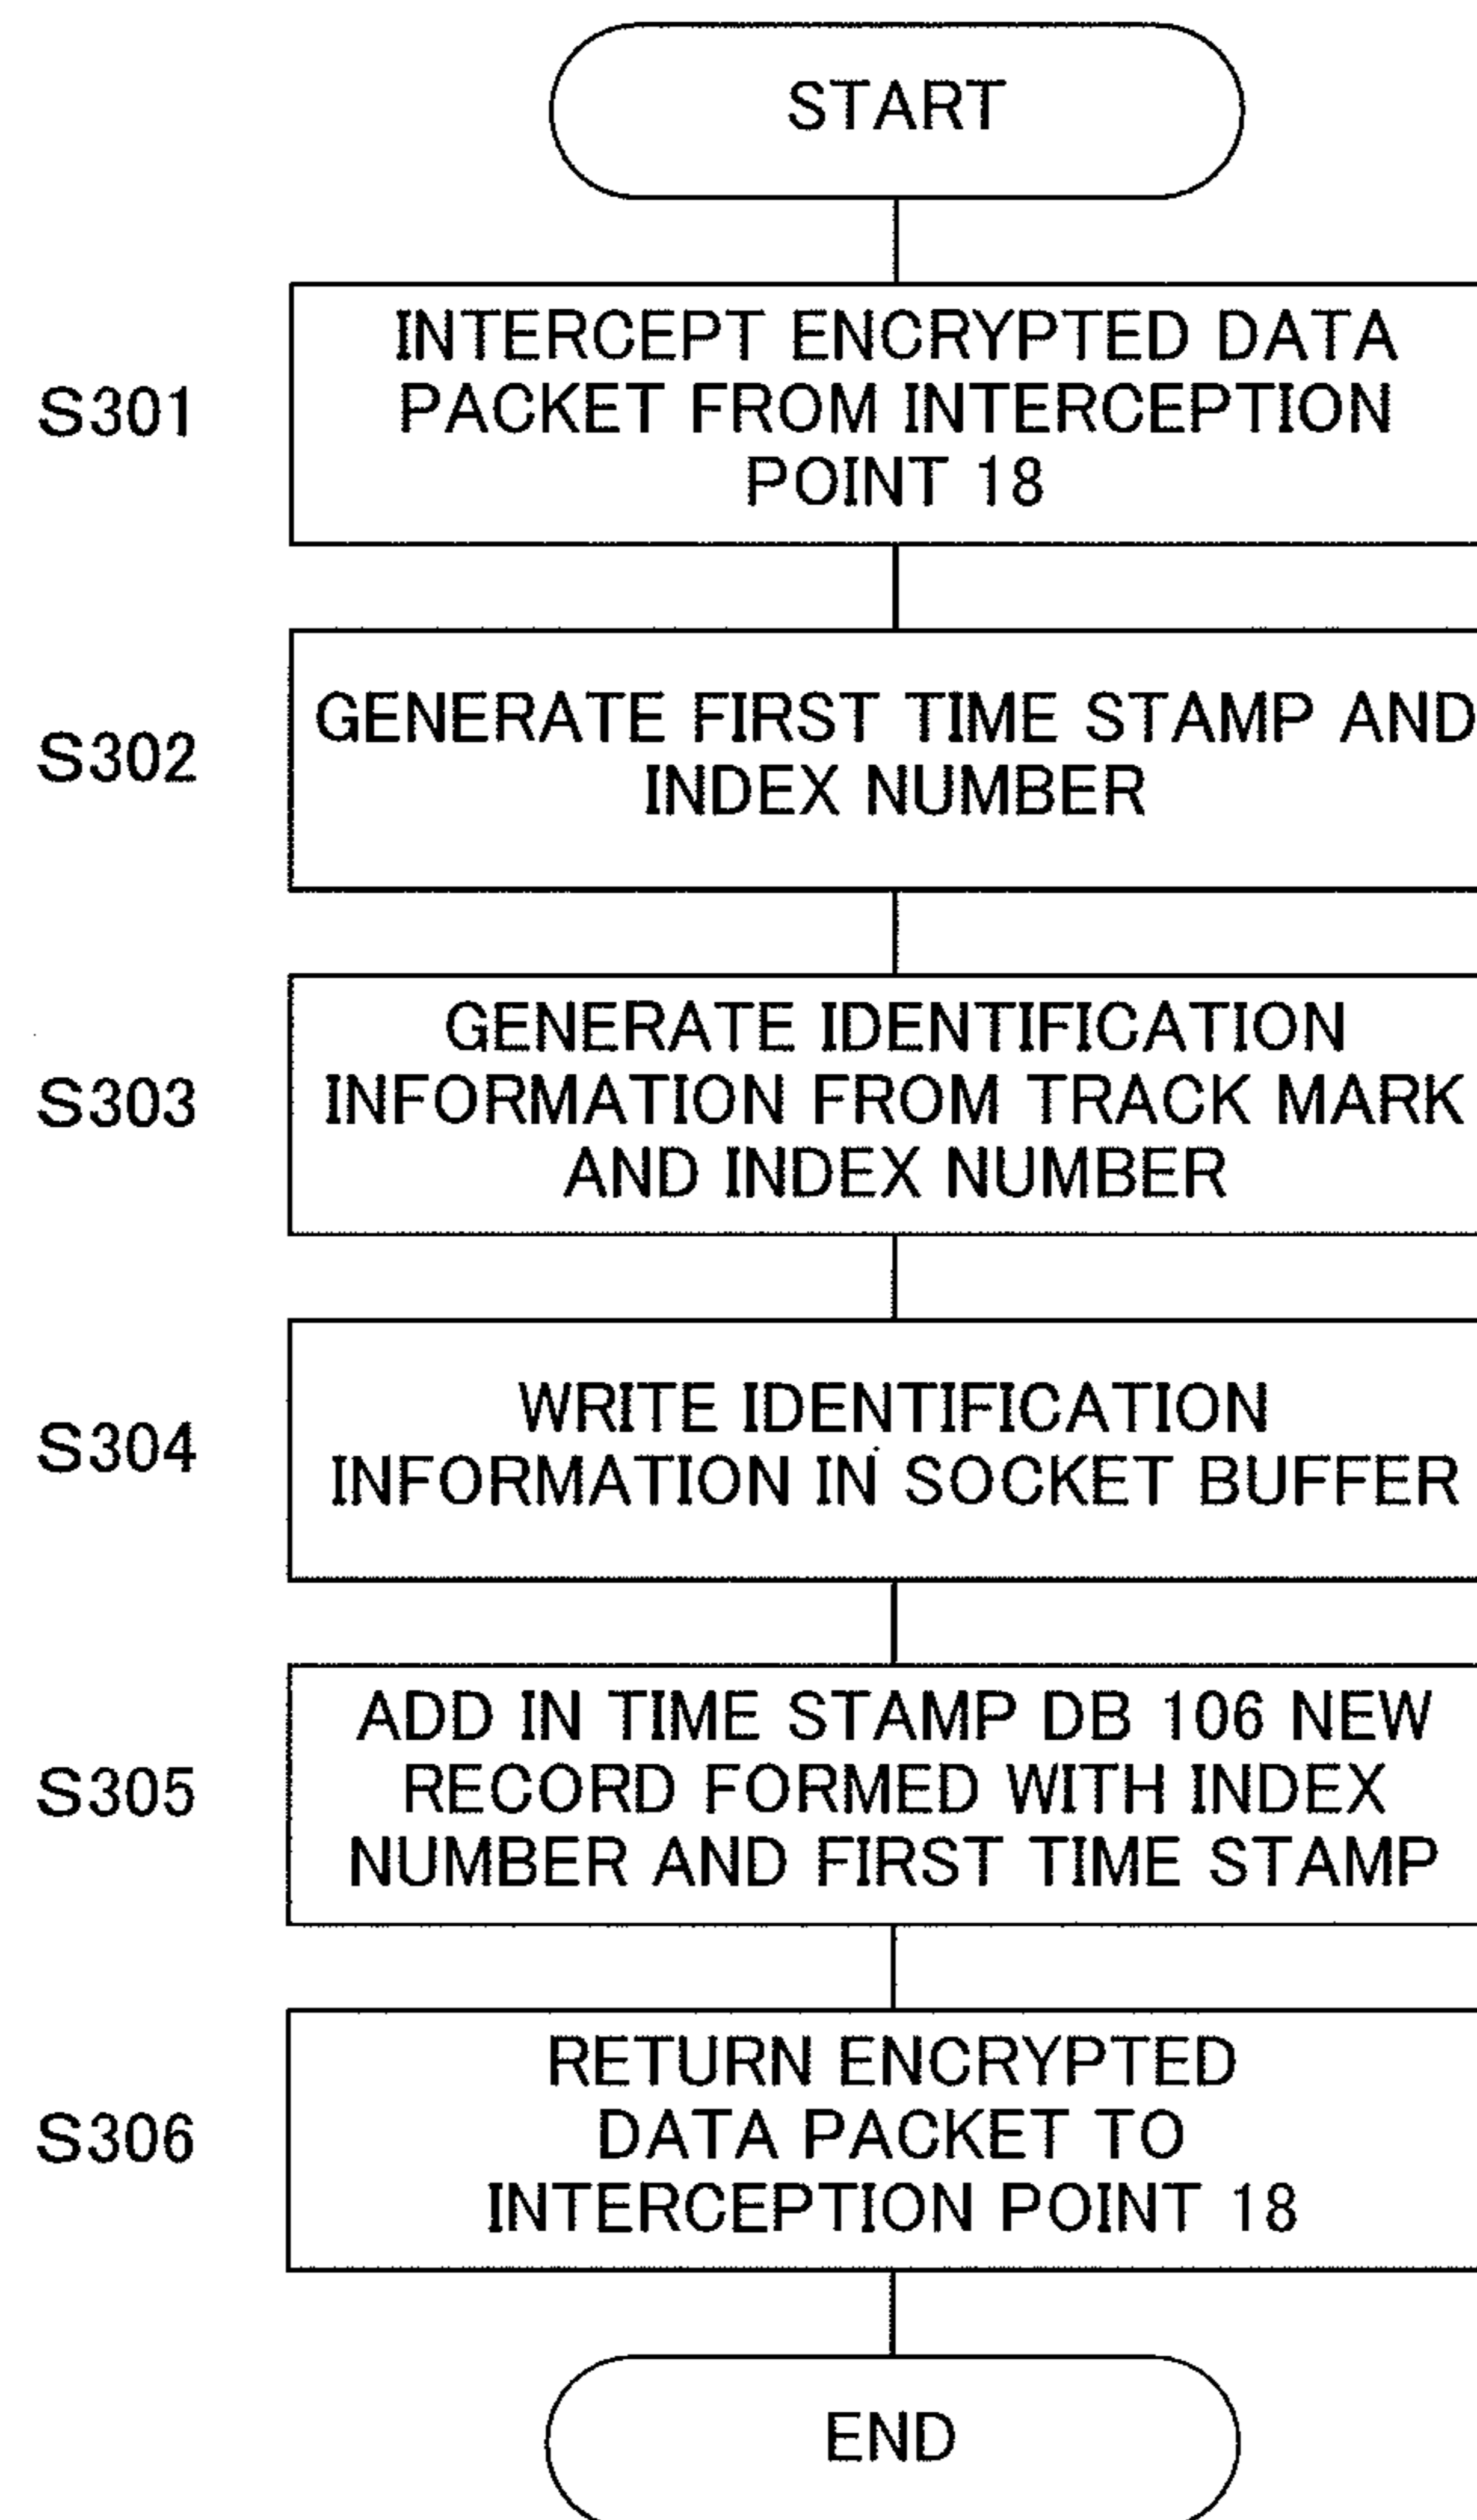 START
S301
INTERCEPT ENCRYPTED DATA
PACKET FROM INTERCEPTION
POINT 18
S302
GENERATE FIRST TIME STAMP AND
INDEX NUMBER
S303
GENERATE IDENTIFICATION
INFORMATION FROM TRACK MARK
AND INDEX NUMBER
S304
WRITE IDENTIFICATION
INFORMATION IN SOCKET BUFFER
S305
ADD IN TIME STAMP DB 106 NEW
RECORD FORMED WITH INDEX
NUMBER AND FIRST TIME STAMP
S306
RETURN ENCRYPTED
DATA PACKET TO
INTERCEPTION POINT 18
END